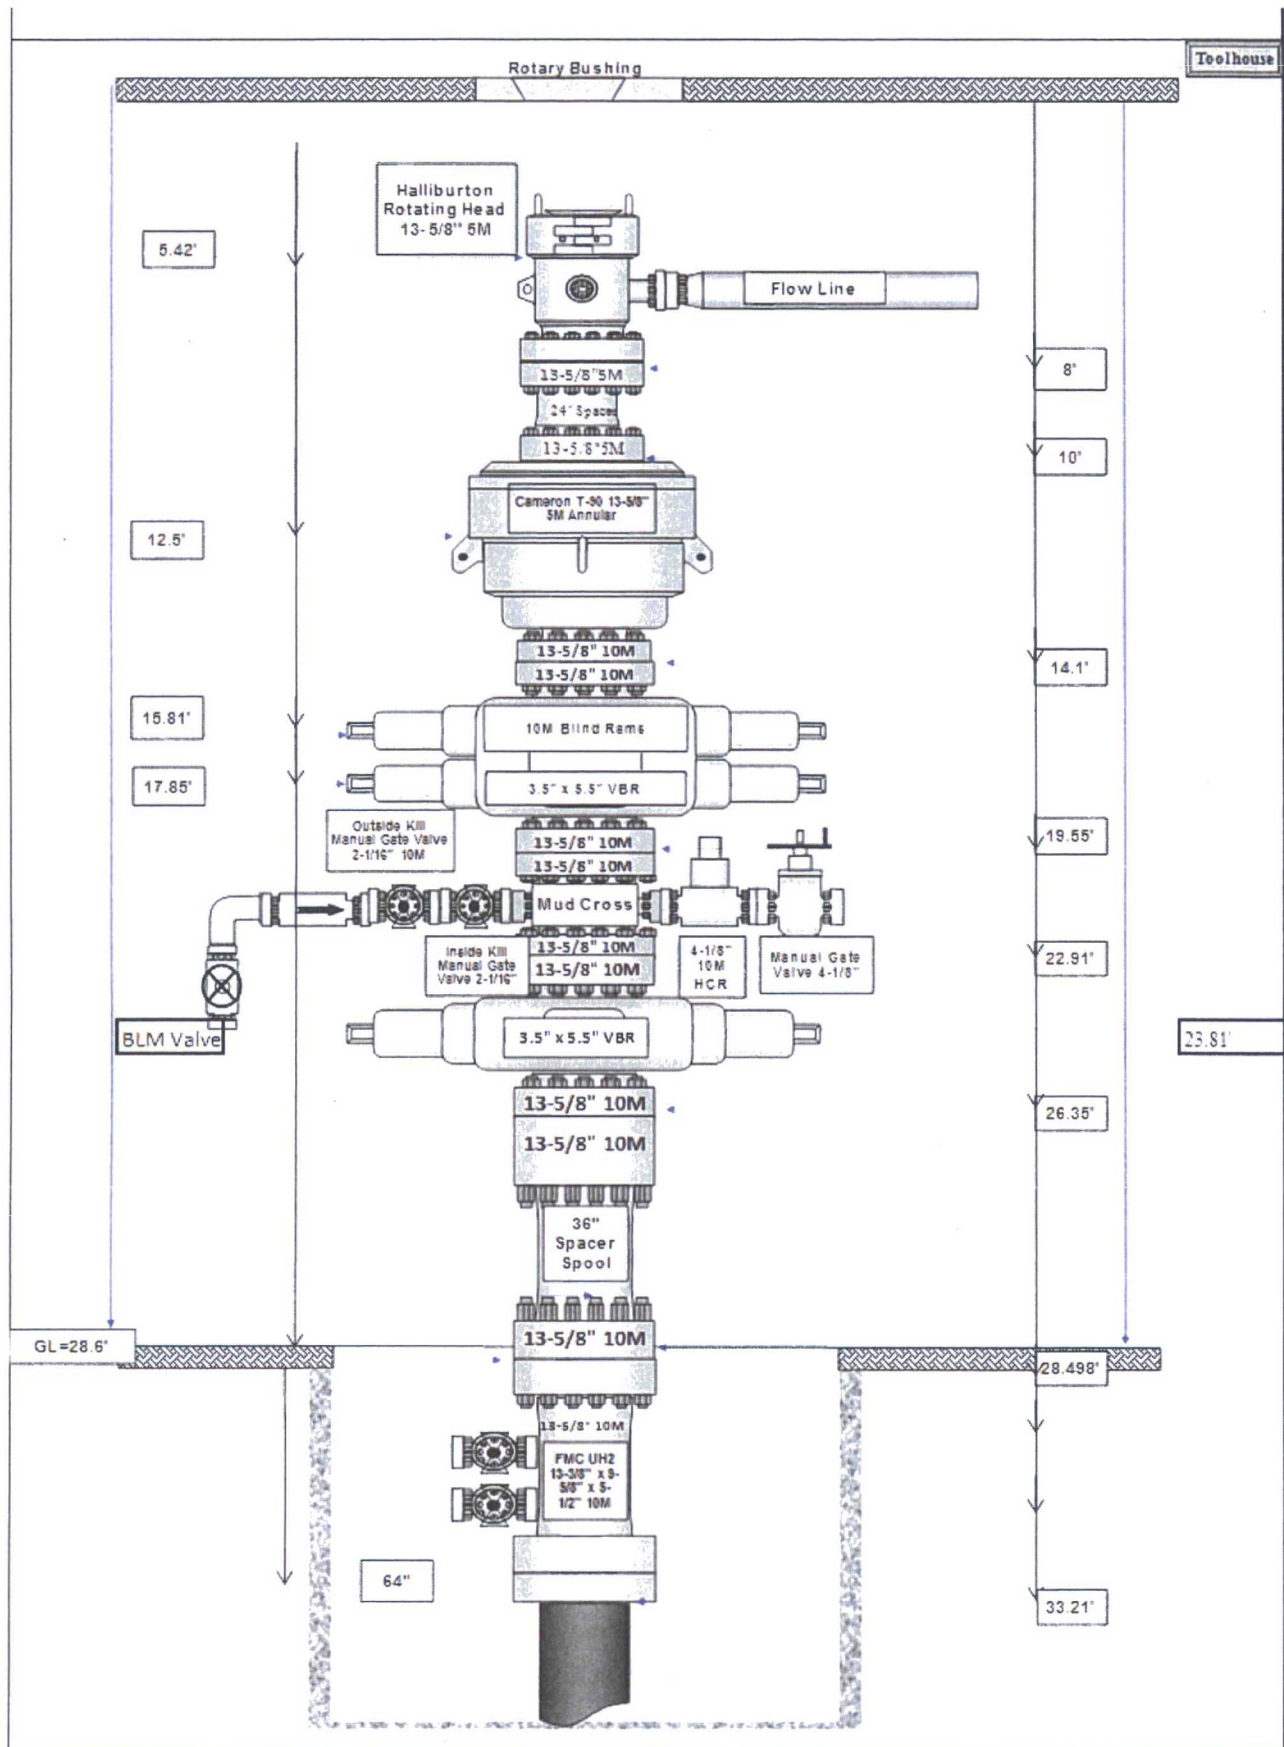 Toolhouse
Rotary Bushing
Halliburton
Rotating Head
13-5/8" 5M
5.42'
Flow Line
13-5/8"5M
8'
24" Spacer
13-5/8"5M
10'
Cameron T-90 13-5/8"
5M Annular
12.5'
13-5/8" 10M
13-5/8" 10M
14.1'
15.81'
10M Blind Rams
17.85'
3.5" x 5.5" VBR
Outside Kill
Manual Gate Valve
2-1/16" 10M
13-5/8" 10M
13-5/8" 10M
19.55'
Mud Cross
Inside Kill
Manual Gate
Valve 2-1/16"
13-5/8" 10M
13-5/8" 10M
4-1/8"
10M
HCR
Manual Gate
Valve 4-1/8"
22.91'
BLM Valve
3.5" x 5.5" VBR
23.81'
13-5/8" 10M
13-5/8" 10M
26.35'
36"
Spacer
Spool
GL=28.6'
13-5/8" 10M
28.498'
13-5/8" 10M
FMC UH2
13-3/8" x 9-
5/8" x 5-
1/2" 10M
64"
33.21'